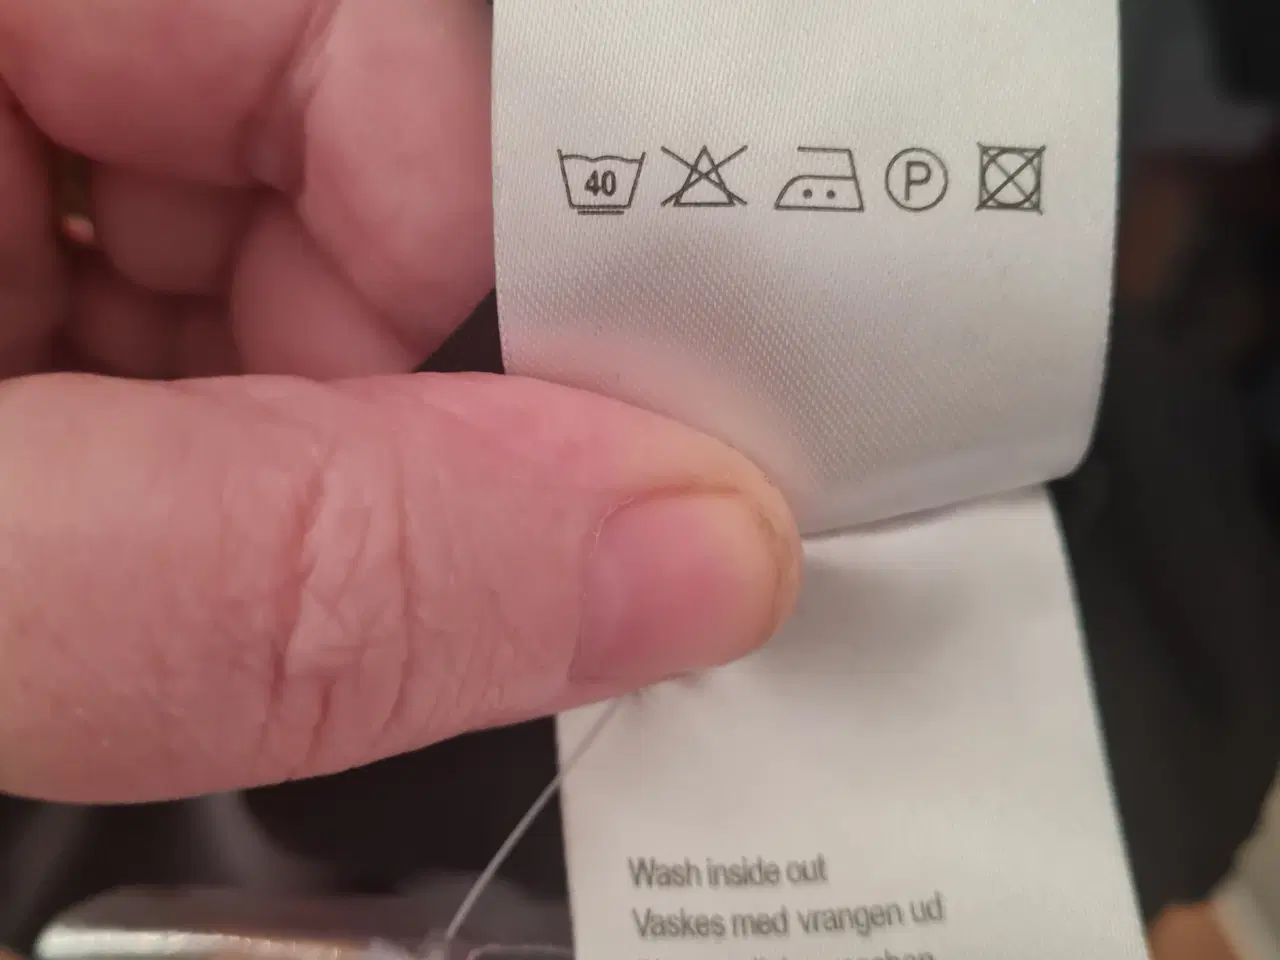 40 P
Wash inside out
Vaskes med vrangen ud